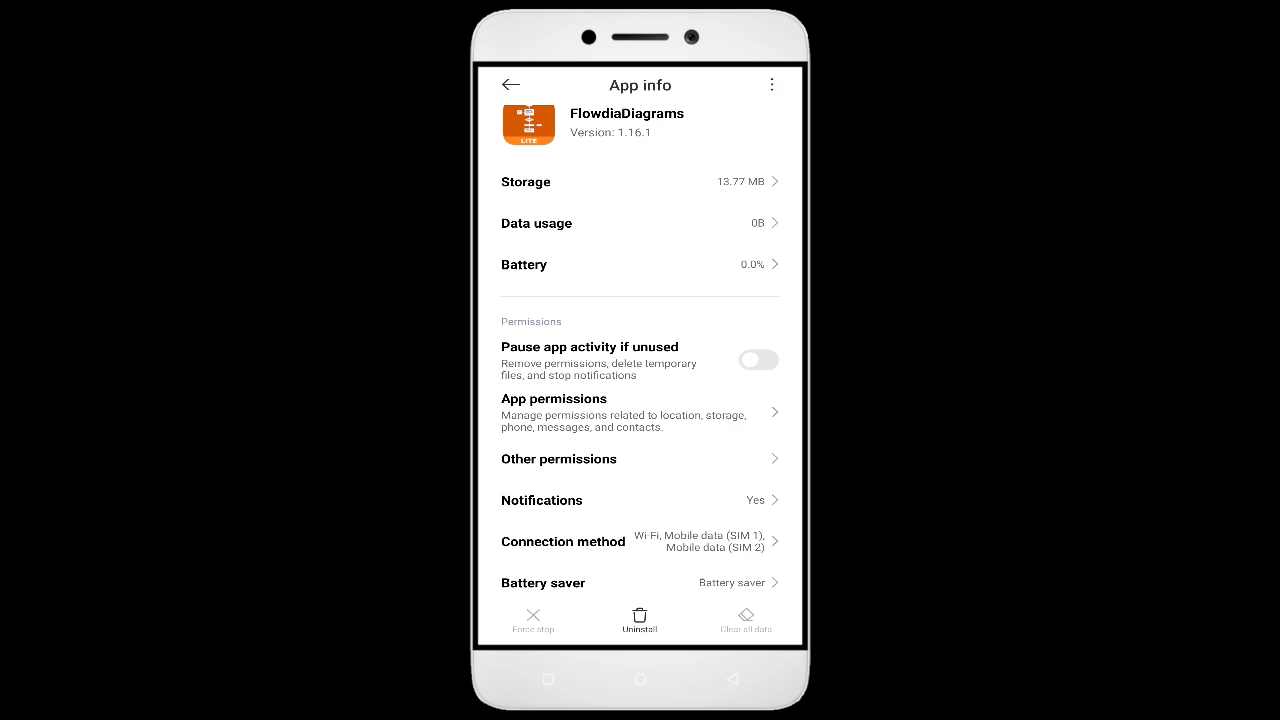 App info
FlowdiaDiagrams
Version: 1.16.1
LITE
Storage 13.77 MB
Data usage 0B
Battery 0.0%
Permissions
Pause app activity if unused
Remove permissions, delete temporary
files, and stop notifications
App permissions
Manage permissions related to location, storage,
phone, messages, and contacts.
Other permissions
Notifications Yes
Connection method Wi-Fi, Mobile data (SIM 1),
Mobile data (SIM 2)
Battery saver Battery saver
Force stop Uninstall Clear all data